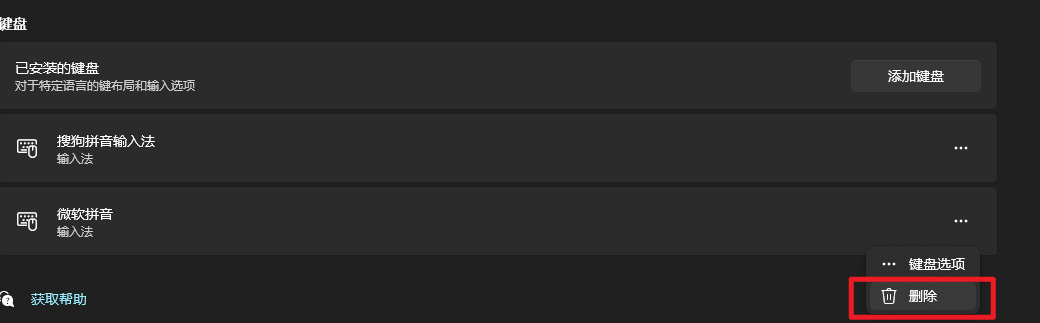 键盘
已安装的键盘
对于特定语言的键布局和输入选项
添加键盘
搜狗拼音输入法
输入法
微软拼音
输入法
键盘选项
删除
获取帮助